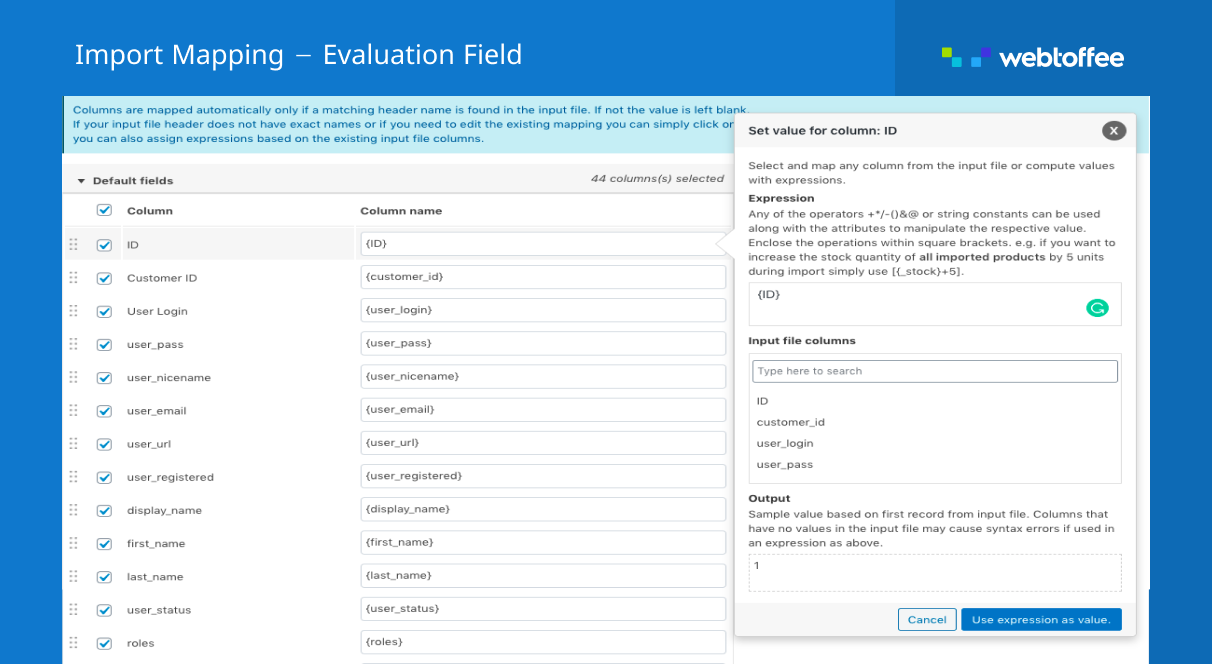 Import Mapping – Evaluation Field
webtoffee
Columns are mapped automatically only if a matching header name is found in the input file. If not the value is left blank.
If your input file header does not have exact names or if you need to edit the existing mapping you can simply click
you can also assign expressions based on the existing input file columns.
Default fields
44 columns(s) selected
Column
Column name
ID
{ID}
Customer ID
{customer_id}
User Login
{user_login}
user_pass
{user_pass}
user_nicename
{user_nicename}
user_email
{user_email}
user_url
{user_url}
user_registered
{user_registered}
display_name
{display_name}
first_name
{first_name}
last_name
{last_name}
user_status
{user_status}
roles
{roles}
Set value for column: ID
X
Select and map any column from the input file or compute values
with expressions.
Expression
Any of the operators +*/-()&@ or string constants can be used
along with the attributes to manipulate the respective value.
Enclose the operations within square brackets. e.g. if you want to
increase the stock quantity of all imported products by 5 units
during import simply use [{_stock}+5].
{ID}
Input file columns
Type here to search
ID
customer_id
user_login
user_pass
Output
Sample value based on first record from input file. Columns that
have no values in the input file may cause syntax errors if used in
an expression as above.
1
Cancel
Use expression as value.